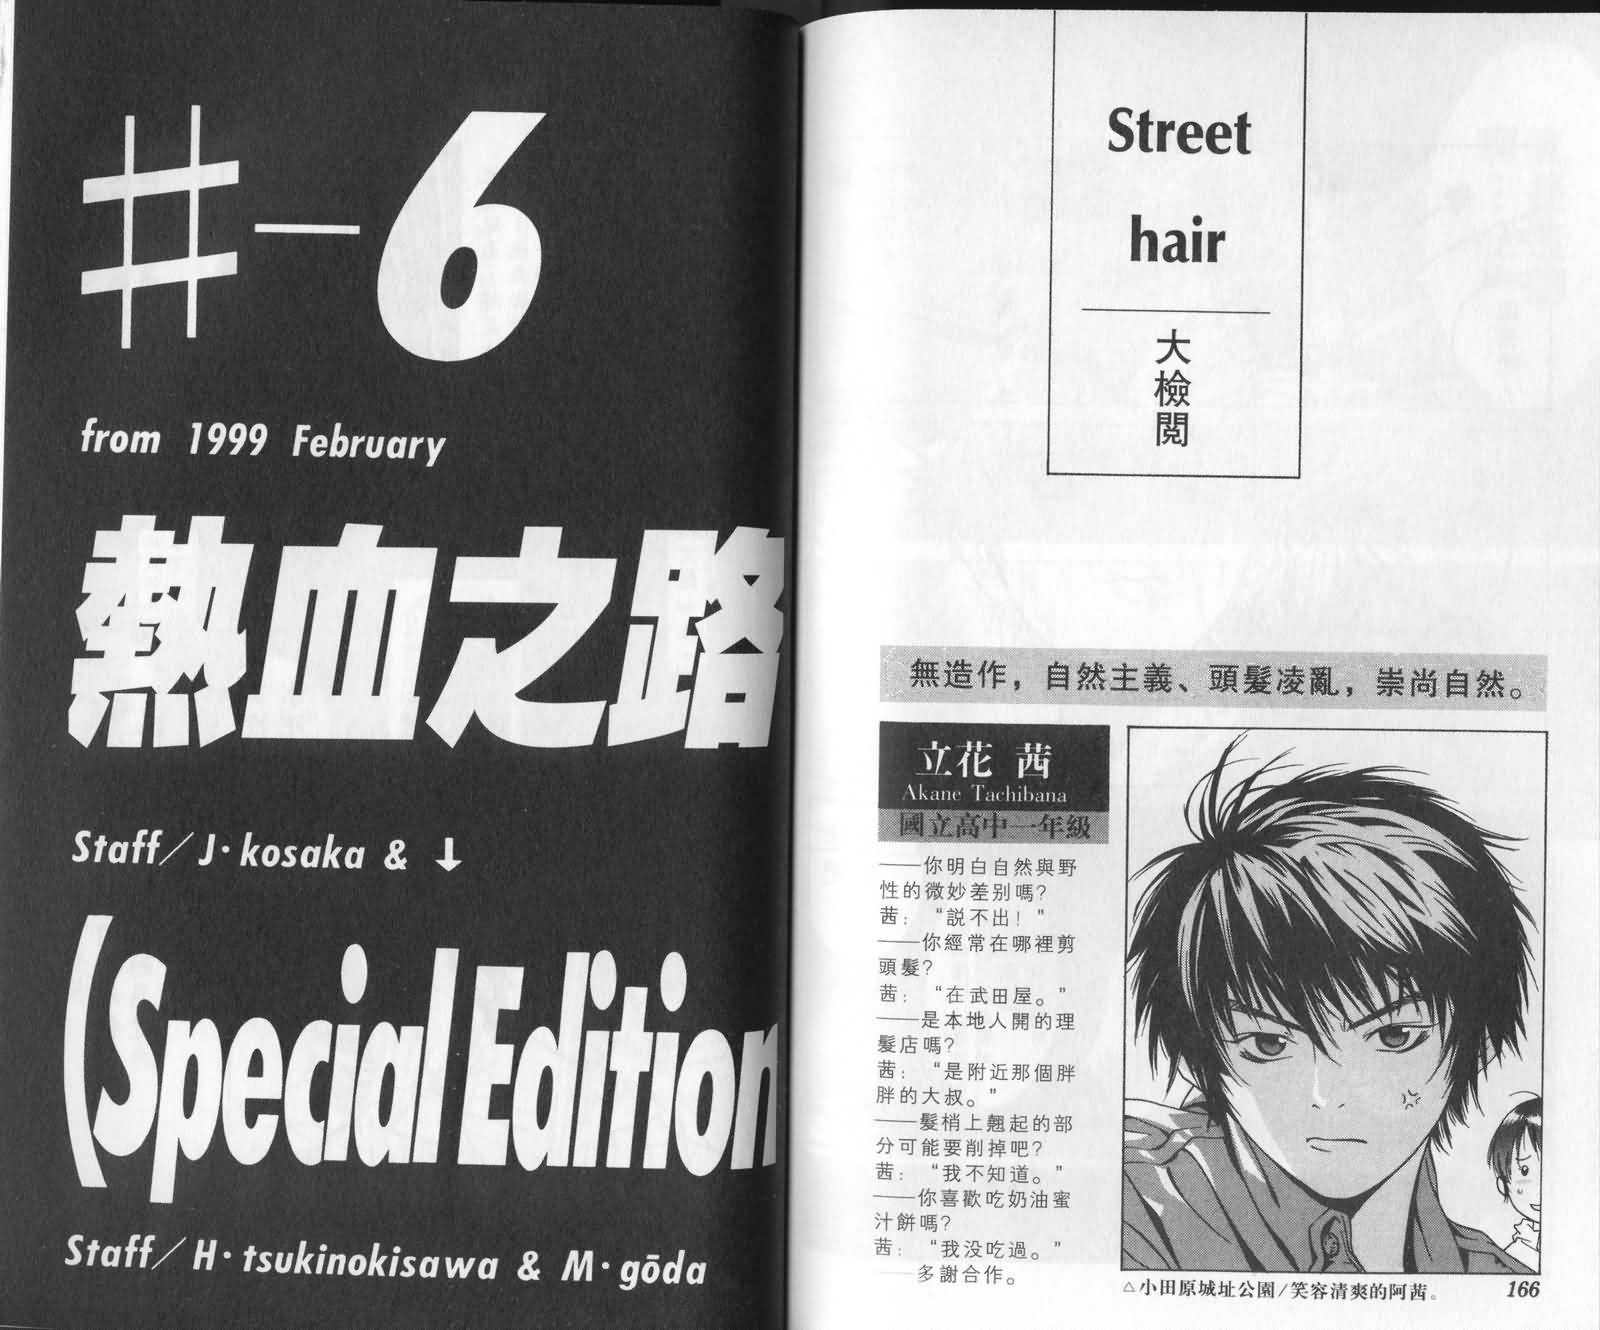 #—6
from 1999 February
熱血之路
Staff/J·kosaka & ↓
(Special Edition
Staff/H·tsukinokisawa & M·gōda
Street
hair
大檢閲
無造作，自然主義、頭髮凌亂，崇尚自然。
立花 茜
Akane Tachibana
國立高中一年級
——你明白自然與野
性的微妙差别嗎?
茜：“説不出！”
——你經常在哪裡剪
頭髮?
茜：“在武田屋。”
——是本地人開的理
髮店嗎?
茜：“是附近那個胖
胖的大叔。”
——髮梢上翹起的部
分可能要削掉吧?
茜：“我不知道。”
——你喜歡吃奶油蜜
汁餅嗎?
茜：“我没吃過。”
——多謝合作。
△小田原城址公園/笑容清爽的阿茜。
166